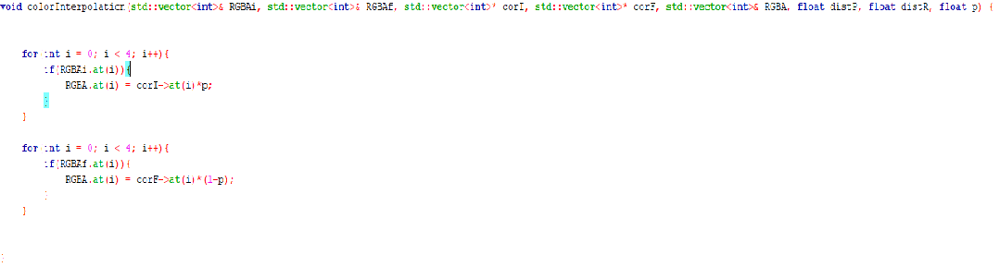 void colorInterpolation(std::vector<int>& RGBAi, std::vector<int>& RGBAf, std::vector<int>* corI, std::vector<int>* corF, std::vector<int>& RGBA, float distP, float distR, float p) {
for(int i = 0; i < 4; i++){
if(RGBAi.at(i)){
RGBA.at(i) = corI->at(i)*p;
}
}
for(int i = 0; i < 4; i++){
if(RGBAf.at(i)){
RGBA.at(i) = corF->at(i)*(1-p);
}
}
}